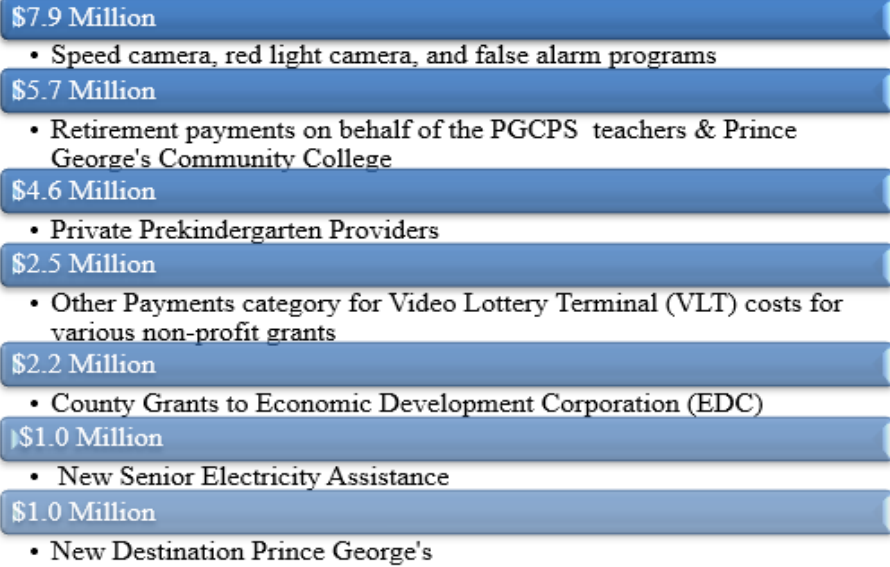 $7.9 Million
• Speed camera, red light camera, and false alarm programs
$5.7 Million
• Retirement payments on behalf of the PGCPS  teachers & Prince
George's Community College
$4.6 Million
• Private Prekindergarten Providers
$2.5 Million
• Other Payments category for Video Lottery Terminal (VLT) costs for
various non-profit grants
$2.2 Million
• County Grants to Economic Development Corporation (EDC)
$1.0 Million
•  New Senior Electricity Assistance
$1.0 Million
• New Destination Prince George's